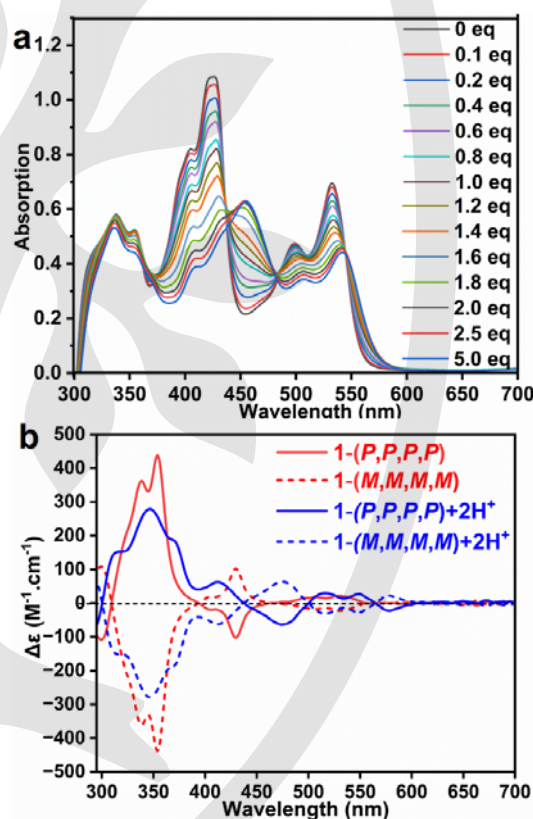 a
1.2
1.0
0.8
0.6
0.4
0.2
0.0
Absorption
0 eq
0.1 eq
0.2 eq
0.4 eq
0.6 eq
0.8 eq
1.0 eq
1.2 eq
1.4 eq
1.6 eq
1.8 eq
2.0 eq
2.5 eq
5.0 eq
300 350 400 450 500 550 600 650 700
Wavelength (nm)
b
500
400
300
200
100
0
−100
−200
−300
−400
−500
Δε (M⁻¹.cm⁻¹)
1-(P,P,P,P)
1-(M,M,M,M)
1-(P,P,P,P)+2H⁺
1-(M,M,M,M)+2H⁺
300 350 400 450 500 550 600 650 700
Wavelength (nm)